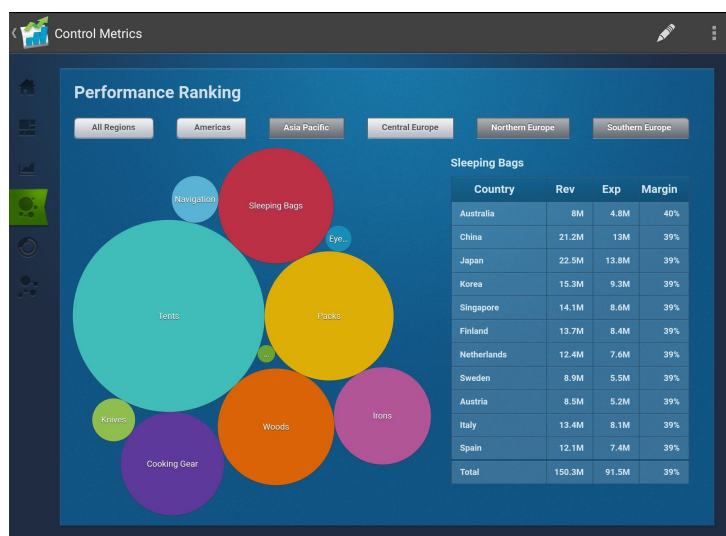 Control Metrics
Performance Ranking
All Regions Americas Asia Pacific Central Europe Northern Europe Southern Europe
Sleeping Bags
Navigation
Sleeping Bags
Eye...
Tents
Packs
...
Knives
Woods
Irons
Cooking Gear
Country Rev Exp Margin
Australia 8M 4.8M 40%
China 21.2M 13M 39%
Japan 22.5M 13.8M 39%
Korea 15.3M 9.3M 39%
Singapore 14.1M 8.6M 39%
Finland 13.7M 8.4M 39%
Netherlands 12.4M 7.6M 39%
Sweden 8.9M 5.5M 39%
Austria 8.5M 5.2M 39%
Italy 13.4M 8.1M 39%
Spain 12.1M 7.4M 39%
Total 150.3M 91.5M 39%